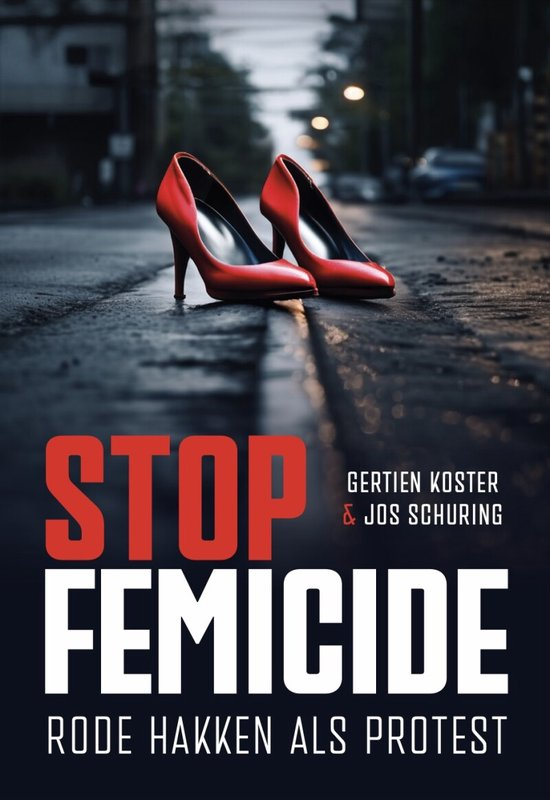 STOP
GERTIEN KOSTER
& JOS SCHURING
FEMICIDE
RODE HAKKEN ALS PROTEST